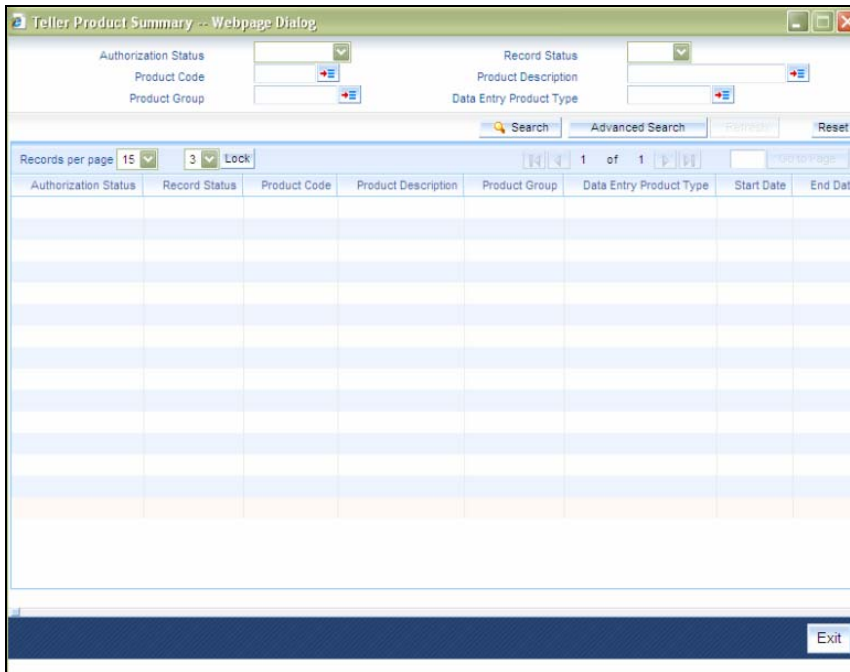 Teller Product Summary -- Webpage Dialog
Authorization Status Record Status
Product Code Product Description
Product Group Data Entry Product Type
Search Advanced Search Refresh Reset
Records per page 15 3 Lock 1 of 1 Go to Page
Authorization Status Record Status Product Code Product Description Product Group Data Entry Product Type Start Date End Dat
Exit